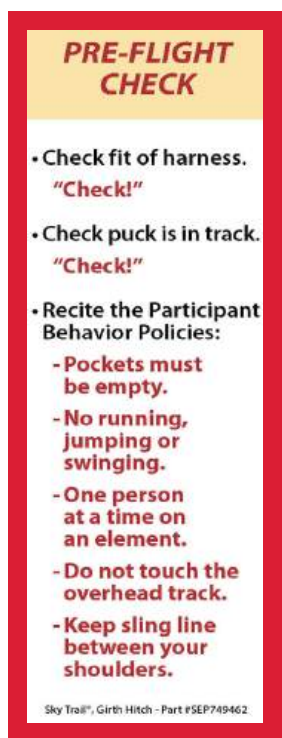 PRE-FLIGHT
CHECK
• Check fit of harness.
"Check!"
• Check puck is in track.
"Check!"
• Recite the Participant
Behavior Policies:
- Pockets must
be empty.
- No running,
jumping or
swinging.
- One person
at a time on
an element.
- Do not touch the
overhead track.
- Keep sling line
between your
shoulders.
Sky Trail®, Girth Hitch - Part #SEP749462